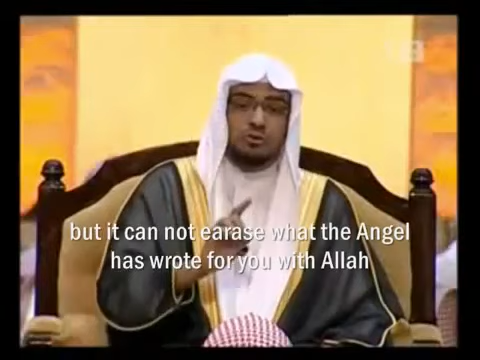 but it can not earase what the Angel
has wrote for you with Allah